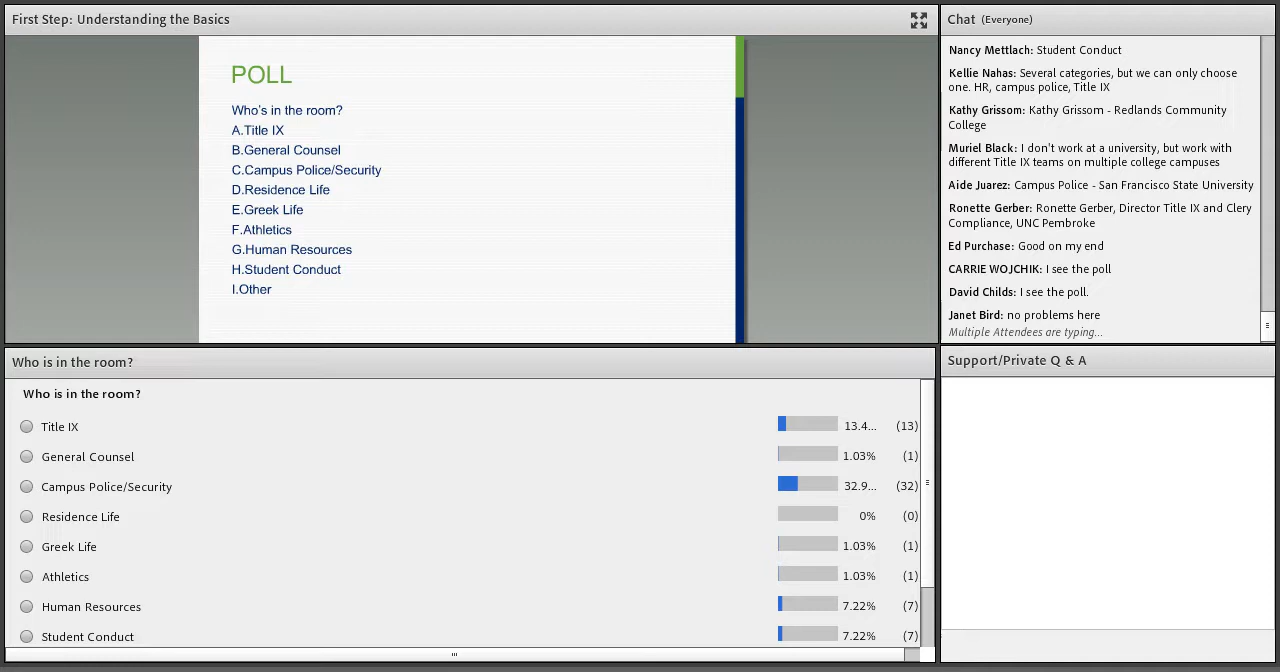 First Step: Understanding the Basics
POLL
Who's in the room?
A.Title IX
B.General Counsel
C.Campus Police/Security
D.Residence Life
E.Greek Life
F.Athletics
G.Human Resources
H.Student Conduct
I.Other
Chat (Everyone)
Nancy Mettlach: Student Conduct
Kellie Nahas: Several categories, but we can only choose
one. HR, campus police, Title IX
Kathy Grissom: Kathy Grissom - Redlands Community
College
Muriel Black: I don't work at a university, but work with
different Title IX teams on multiple college campuses
Aide Juarez: Campus Police - San Francisco State University
Ronette Gerber: Ronette Gerber, Director Title IX and Clery
Compliance, UNC Pembroke
Ed Purchase: Good on my end
CARRIE WOJCHIK: I see the poll
David Childs: I see the poll.
Janet Bird: no problems here
Multiple Attendees are typing...
Who is in the room?
Who is in the room?
Title IX 13.4... (13)
General Counsel 1.03% (1)
Campus Police/Security 32.9... (32)
Residence Life 0% (0)
Greek Life 1.03% (1)
Athletics 1.03% (1)
Human Resources 7.22% (7)
Student Conduct 7.22% (7)
Support/Private Q & A